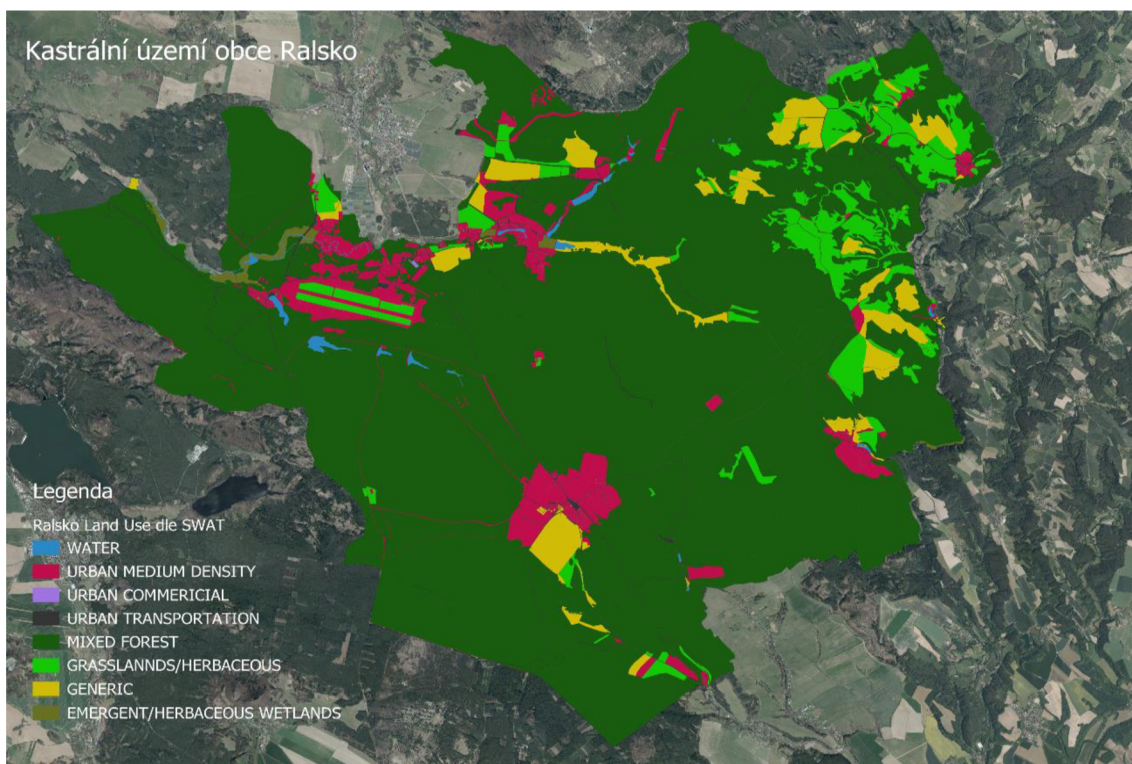 Kastrální území obce Ralsko
Legenda
Ralsko Land Use dle SWAT
WATER
URBAN MEDIUM DENSITY
URBAN COMMERICIAL
URBAN TRANSPORTATION
MIXED FOREST
GRASSLANNDS/HERBACEOUS
GENERIC
EMERGENT/HERBACEOUS WETLANDS